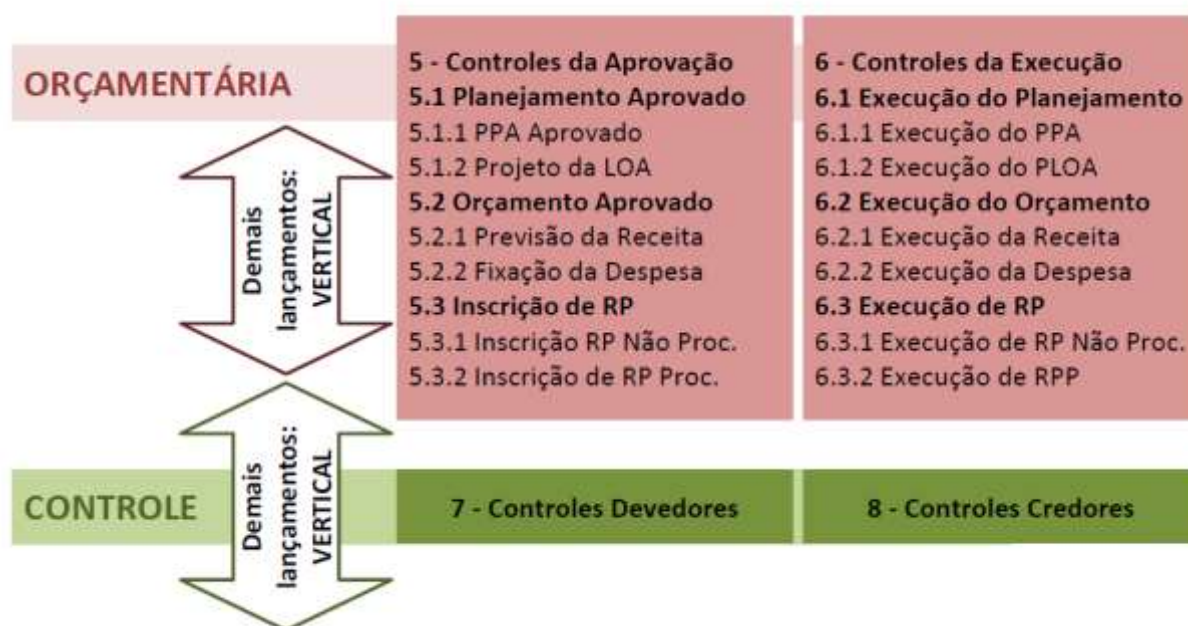 ORÇAMENTÁRIA
Demais
lançamentos:
VERTICAL
5 - Controles da Aprovação
5.1 Planejamento Aprovado
5.1.1 PPA Aprovado
5.1.2 Projeto da LOA
5.2 Orçamento Aprovado
5.2.1 Previsão da Receita
5.2.2 Fixação da Despesa
5.3 Inscrição de RP
5.3.1 Inscrição RP Não Proc.
5.3.2 Inscrição de RP Proc.
6 - Controles da Execução
6.1 Execução do Planejamento
6.1.1 Execução do PPA
6.1.2 Execução do PLOA
6.2 Execução do Orçamento
6.2.1 Execução da Receita
6.2.2 Execução da Despesa
6.3 Execução de RP
6.3.1 Execução de RP Não Proc.
6.3.2 Execução de RPP
CONTROLE
Demais
lançamentos:
VERTICAL
7 - Controles Devedores
8 - Controles Credores